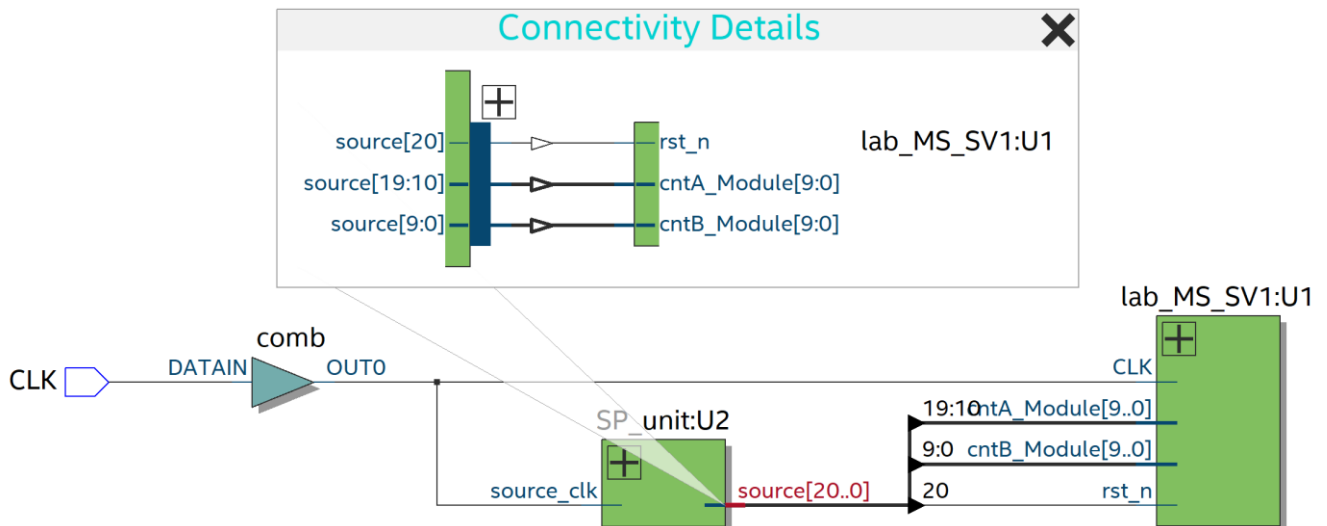 Connectivity Details
source[20]
rst_n
lab_MS_SV1:U1
source[19:10]
cntA_Module[9:0]
source[9:0]
cntB_Module[9:0]
lab_MS_SV1:U1
comb
CLK
DATAIN
OUT0
CLK
SP_unit:U2
19:10
cntA_Module[9..0]
9:0
cntB_Module[9..0]
source_clk
source[20..0]
20
rst_n